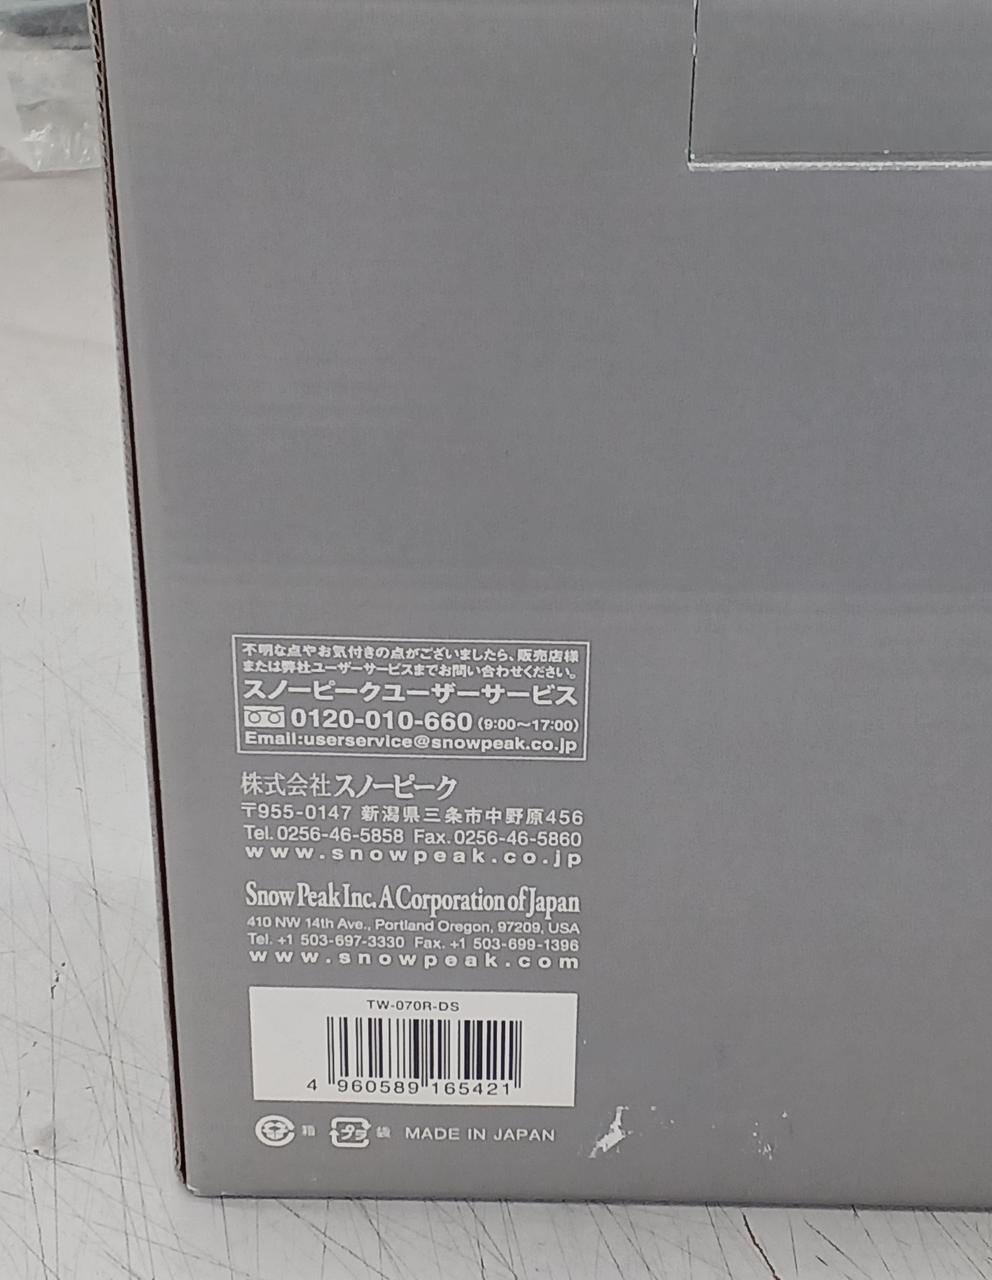 不明な点やお気付きの点がございましたら、販売店様
または弊社ユーザーサービスまでお問い合わせください。
スノーピークユーザーサービス
0120-010-660 (9:00〜17:00)
Email:userservice@snowpeak.co.jp
株式会社スノーピーク
〒955-0147 新潟県三条市中野原456
Tel. 0256-46-5858 Fax. 0256-46-5860
www.snowpeak.co.jp
Snow Peak Inc. A Corporation of Japan
410 NW 14th Ave., Portland Oregon, 97209, USA
Tel. +1 503-697-3330 Fax. +1 503-699-1396
www.snowpeak.com
TW-070R-DS
4 960589 165421
箱 プラ 袋 MADE IN JAPAN